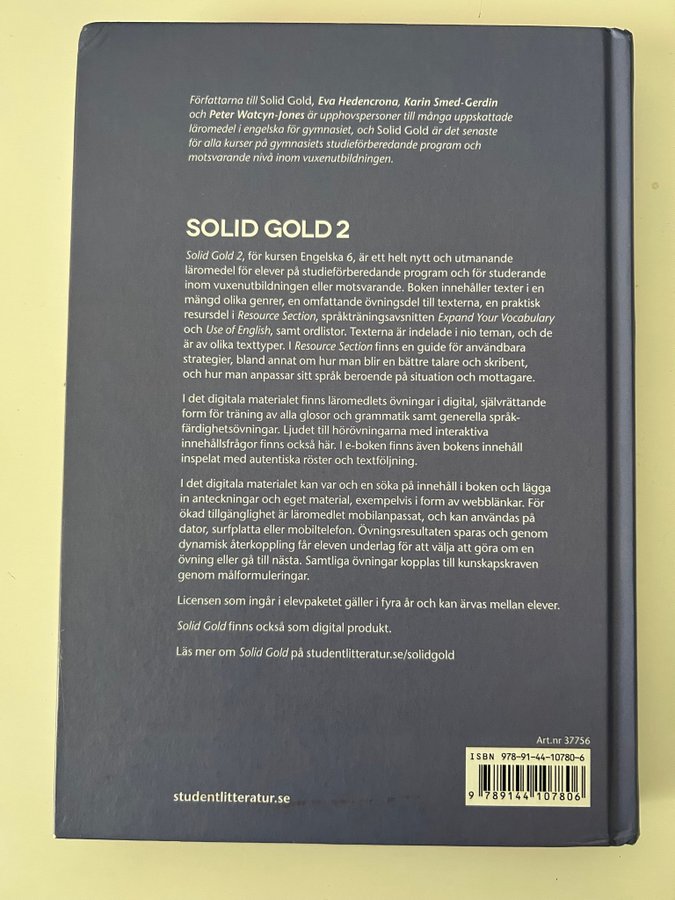 Författarna till Solid Gold, Eva Hedencrona, Karin Smed-Gerdin
och Peter Watcyn-Jones är upphovspersoner till många uppskattade
läromedel i engelska för gymnasiet, och Solid Gold är det senaste
för alla kurser på gymnasiets studieförberedande program och
motsvarande nivå inom vuxenutbildningen.
SOLID GOLD 2
Solid Gold 2, för kursen Engelska 6, är ett helt nytt och utmanande
läromedel för elever på studieförberedande program och för studerande
inom vuxenutbildningen eller motsvarande. Boken innehåller texter i en
mängd olika genrer, en omfattande övningsdel till texterna, en praktisk
resursdel i Resource Section, språkträningsavsnitten Expand Your Vocabulary
och Use of English, samt ordlistor. Texterna är indelade i nio teman, och de
är av olika texttyper. I Resource Section finns en guide för användbara
strategier, bland annat om hur man blir en bättre talare och skribent,
och hur man anpassar sitt språk beroende på situation och mottagare.
I det digitala materialet finns läromedlets övningar i digital, självrättande
form för träning av alla glosor och grammatik samt generella språk-
färdighetsövningar. Ljudet till hörövningarna med interaktiva
innehållsfrågor finns också här. I e-boken finns även bokens innehåll
inspelat med autentiska röster och textföljning.
I det digitala materialet kan var och en söka på innehåll i boken och lägga
in anteckningar och eget material, exempelvis i form av webblänkar. För
ökad tillgänglighet är läromedlet mobilanpassat, och kan användas på
dator, surfplatta eller mobiltelefon. Övningsresultaten sparas och genom
dynamisk återkoppling får eleven underlag för att välja att göra om en
övning eller gå till nästa. Samtliga övningar kopplas till kunskapskraven
genom målformuleringar.
Licensen som ingår i elevpaketet gäller i fyra år och kan ärvas mellan elever.
Solid Gold finns också som digital produkt.
Läs mer om Solid Gold på studentlitteratur.se/solidgold
Art.nr 37756
ISBN 978-91-44-10780-6
9 789144 107806
studentlitteratur.se